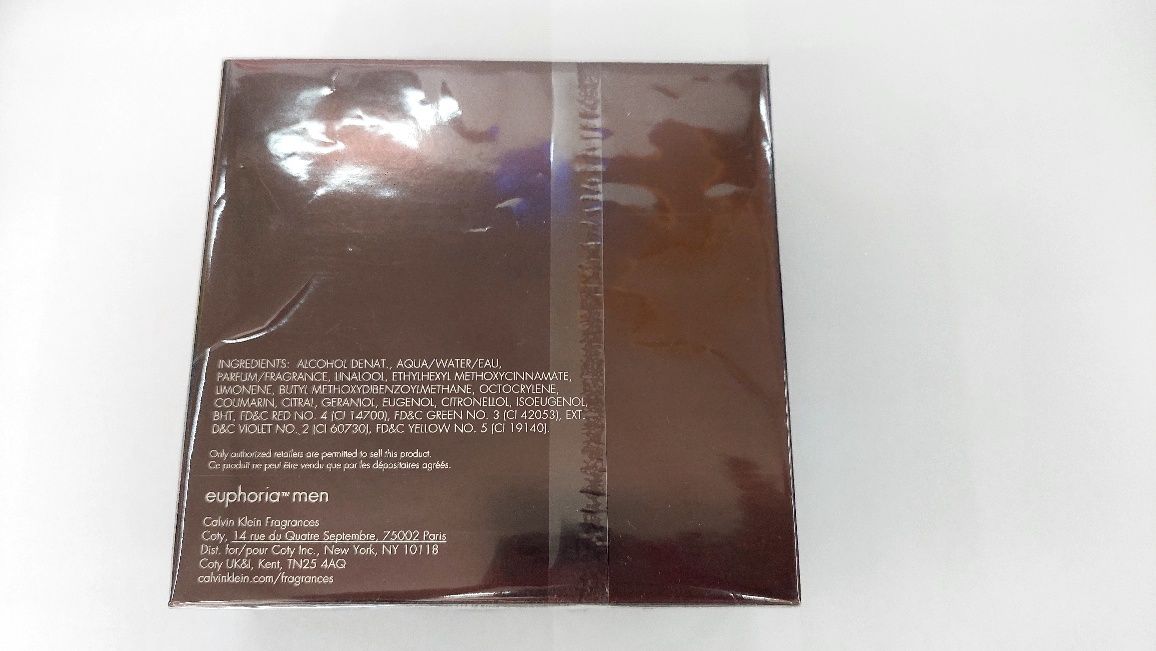 INGREDIENTS: ALCOHOL DENAT., AQUA/WATER/EAU,
PARFUM/FRAGRANCE, LINALOOL, ETHYLHEXYL METHOXYCINNAMATE,
LIMONENE, BUTYL METHOXYDIBENZOYLMETHANE, OCTOCRYLENE,
COUMARIN, CITRAL, GERANIOL, EUGENOL, CITRONELLOL, ISOEUGENOL,
BHT, FD&C RED NO. 4 (CI 14700), FD&C GREEN NO. 3 (CI 42053), EXT.
D&C VIOLET NO. 2 (CI 60730), FD&C YELLOW NO. 5 (CI 19140).
Only authorized retailers are permitted to sell this product.
Ce produit ne peut être vendu que par les dépositaires agréés.
euphoria™ men
Calvin Klein Fragrances
Coty, 14 rue du Quatre Septembre, 75002 Paris
Dist. for/pour Coty Inc., New York, NY 10118
Coty UK&I, Kent, TN25 4AQ
calvinklein.com/fragrances